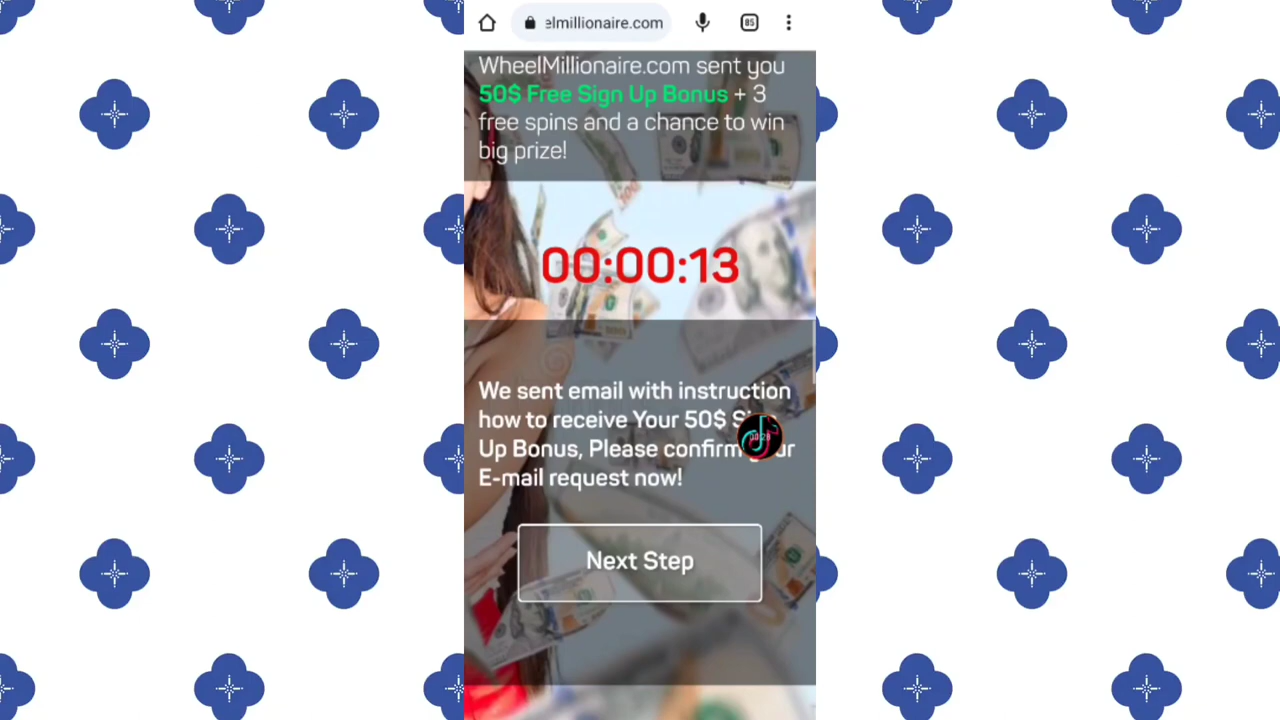 elmillionaire.com
85
WheelMillionaire.com sent you
50$ Free Sign Up Bonus + 3
free spins and a chance to win
big prize!
00:00:13
We sent email with instruction
how to receive Your 50$
Up Bonus, Please confirm
E-mail request now!
Next Step